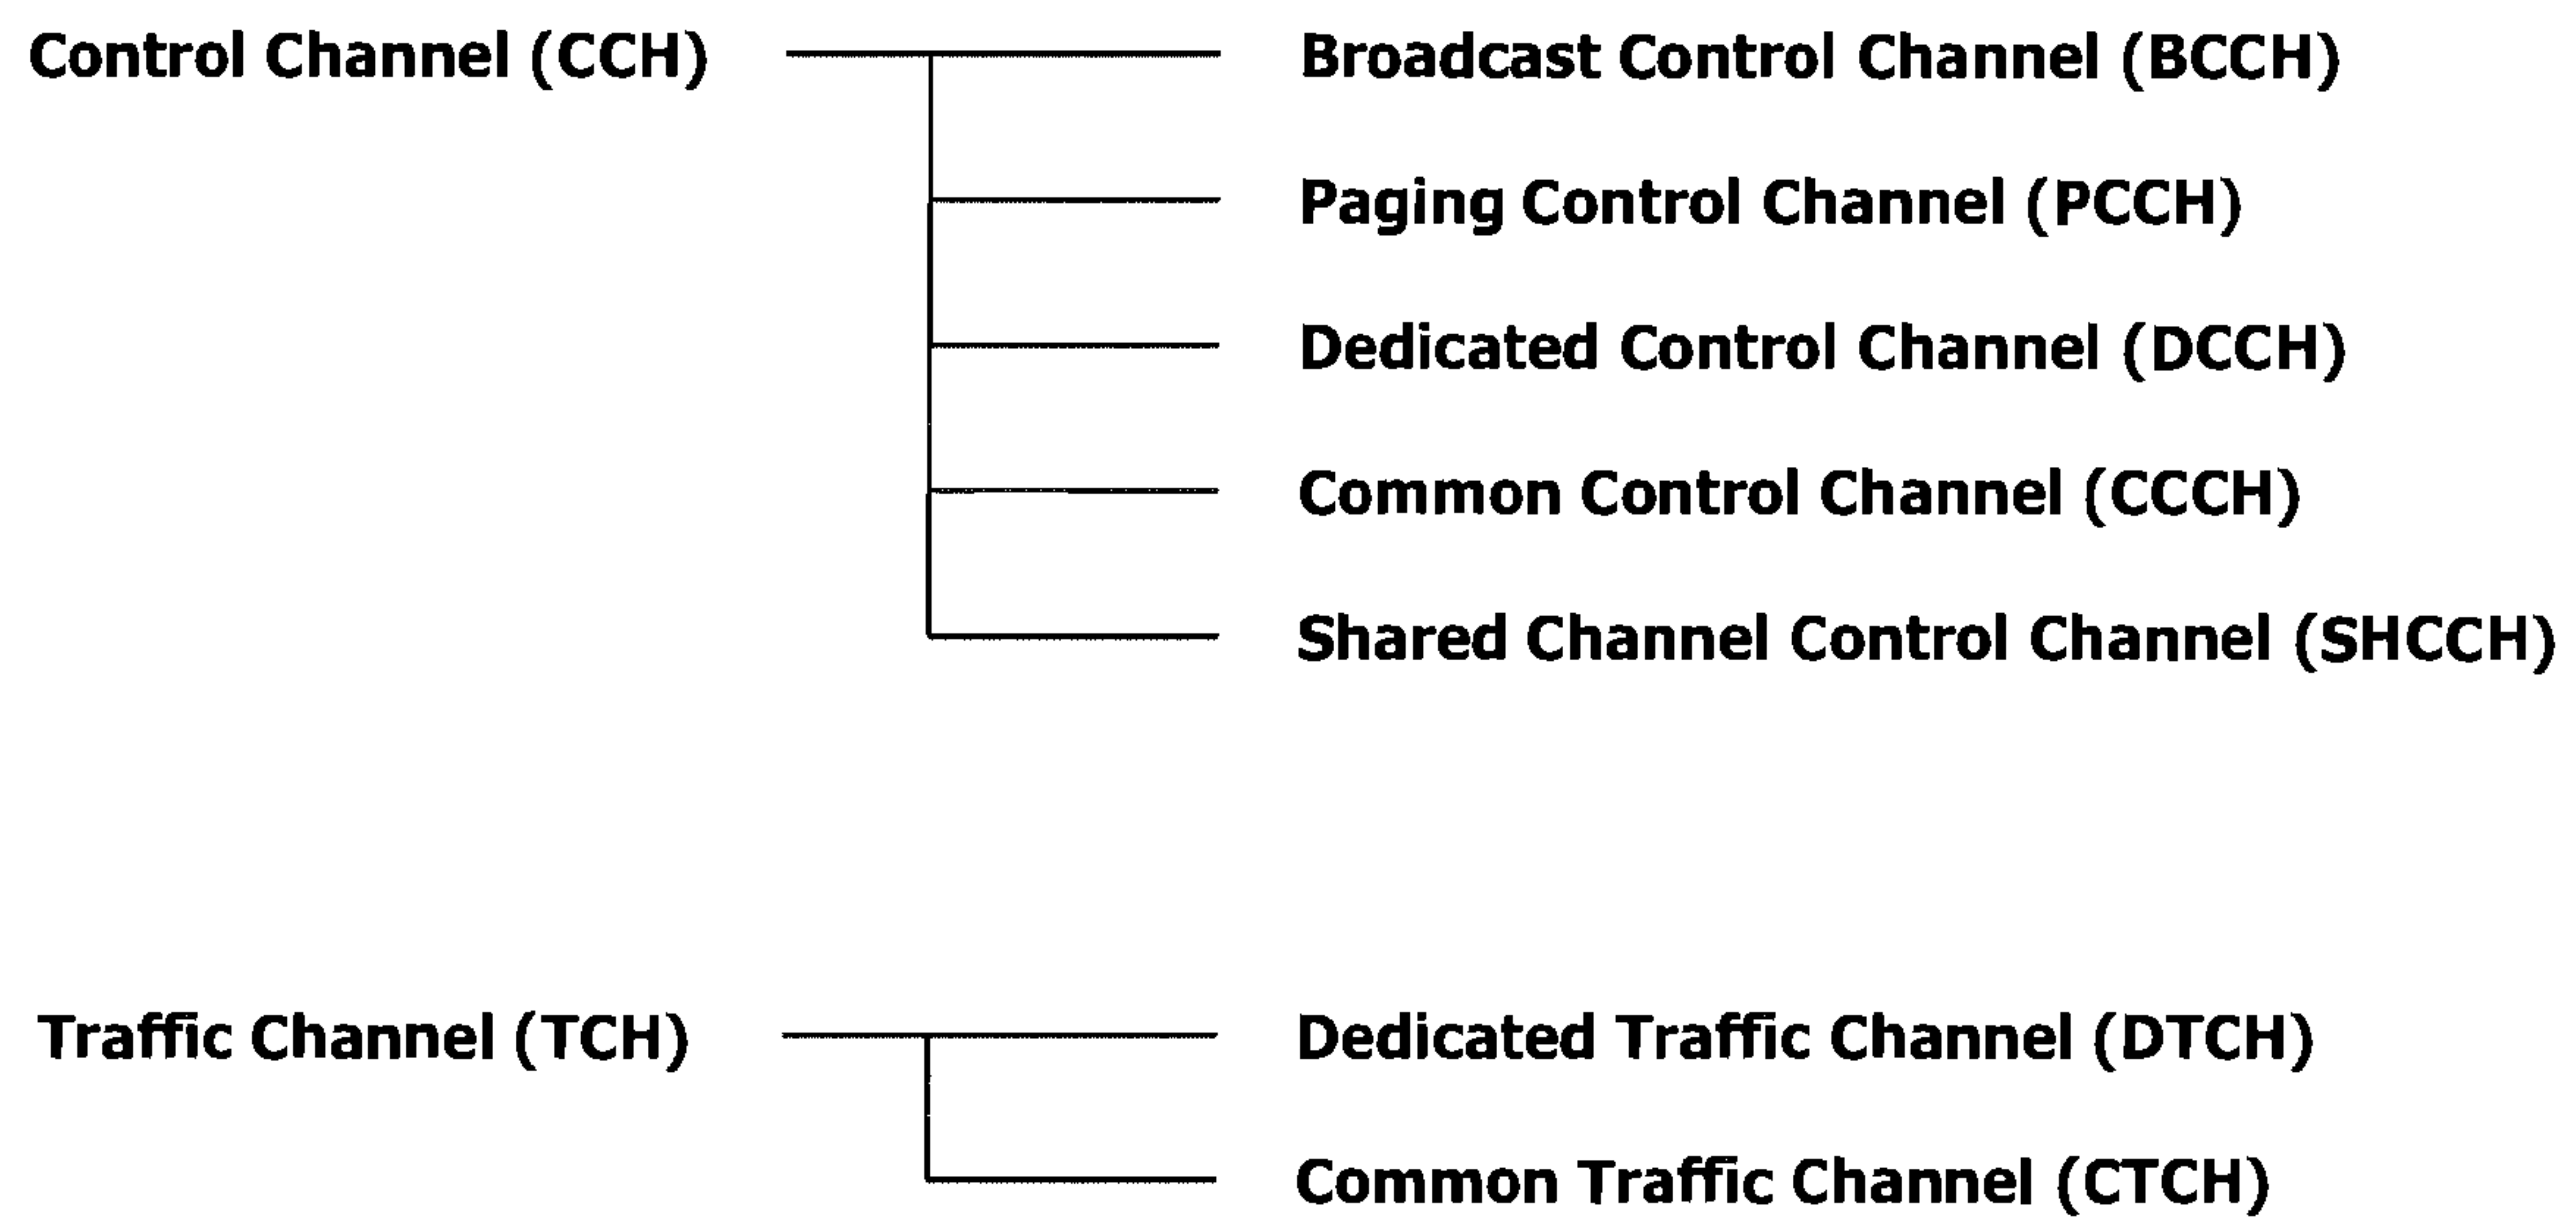 Control Channel (CCH)
Broadcast Control Channel (BCCH)
Paging Control Channel (PCCH)
Dedicated Control Channel (DCCH)
Common Control Channel (CCCH)
Shared Channel Control Channel (SHCCH)
Traffic Channel (TCH)
Dedicated Traffic Channel (DTCH)
Common Traffic Channel (CTCH)